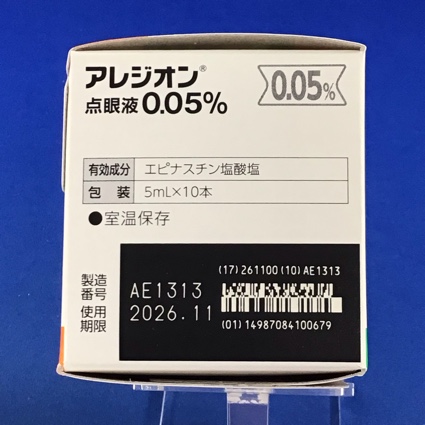 アレジオン®
点眼液0.05%
0.05%
有効成分 エピナスチン塩酸塩
包 装 5mL×10本
●室温保存
(17)261100(10)AE1313
製造番号 AE1313
使用期限 2026.11
(01)14987084100679